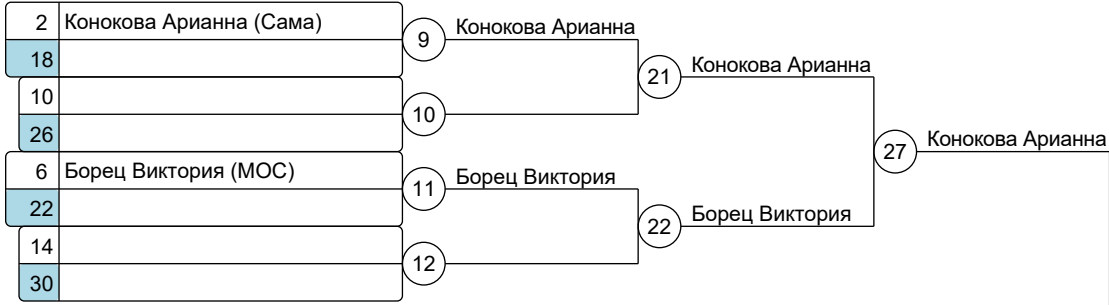 2 Конокова Арианна (Сама)
9 Конокова Арианна
18
21 Конокова Арианна
10
10
26
27 Конокова Арианна
6 Борец Виктория (МОС)
11 Борец Виктория
22
22 Борец Виктория
14
12
30